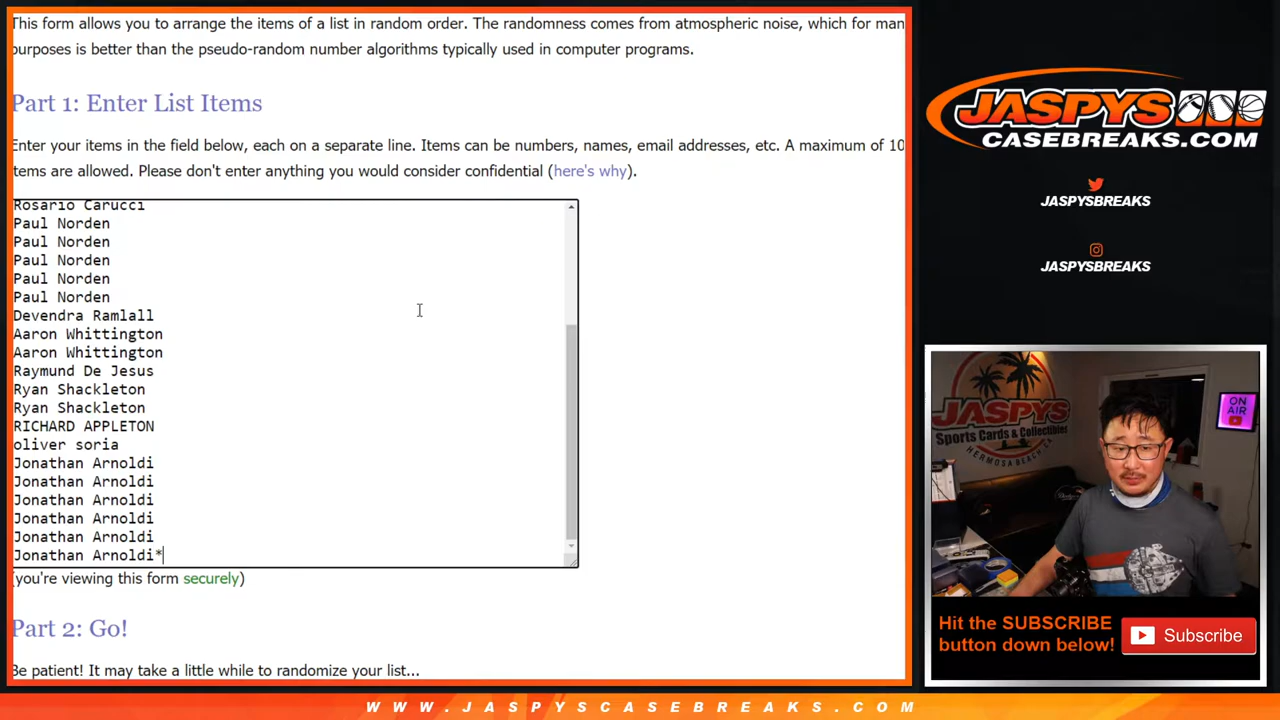 This form allows you to arrange the items of a list in random order. The randomness comes from atmospheric noise, which for man
purposes is better than the pseudo-random number algorithms typically used in computer programs.
Part 1: Enter List Items
Enter your items in the field below, each on a separate line. Items can be numbers, names, email addresses, etc. A maximum of 10
items are allowed. Please don't enter anything you would consider confidential (here's why).
Rosario Carucci
Paul Norden
Paul Norden
Paul Norden
Paul Norden
Paul Norden
Devendra Ramlall
Aaron Whittington
Aaron Whittington
Raymund De Jesus
Ryan Shackleton
Ryan Shackleton
RICHARD APPLETON
oliver soria
Jonathan Arnoldi
Jonathan Arnoldi
Jonathan Arnoldi
Jonathan Arnoldi
Jonathan Arnoldi
Jonathan Arnoldi*
(you're viewing this form securely)
Part 2: Go!
Be patient! It may take a little while to randomize your list...
JASPYS
CASEBREAKS.COM
JASPYSBREAKS
JASPYSBREAKS
JASPYS
Sports Cards & Collectibles
HERMOSA BEACH, CA
ON
AIR
Hit the SUBSCRIBE
button down below!
Subscribe
WWW.JASPYSCASEBREAKS.COM